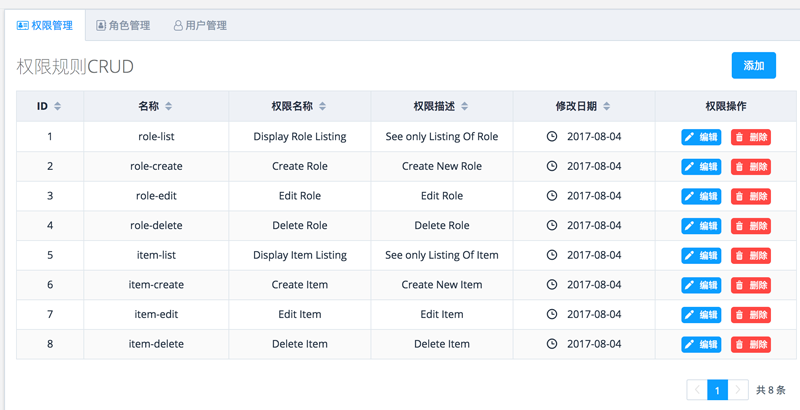 权限管理 角色管理 用户管理
权限规则CRUD 添加
ID 名称 权限名称 权限描述 修改日期 权限操作
1 role-list Display Role Listing See only Listing Of Role 2017-08-04 编辑 删除
2 role-create Create Role Create New Role 2017-08-04 编辑 删除
3 role-edit Edit Role Edit Role 2017-08-04 编辑 删除
4 role-delete Delete Role Delete Role 2017-08-04 编辑 删除
5 item-list Display Item Listing See only Listing Of Item 2017-08-04 编辑 删除
6 item-create Create Item Create New Item 2017-08-04 编辑 删除
7 item-edit Edit Item Edit Item 2017-08-04 编辑 删除
8 item-delete Delete Item Delete Item 2017-08-04 编辑 删除
1 共 8 条